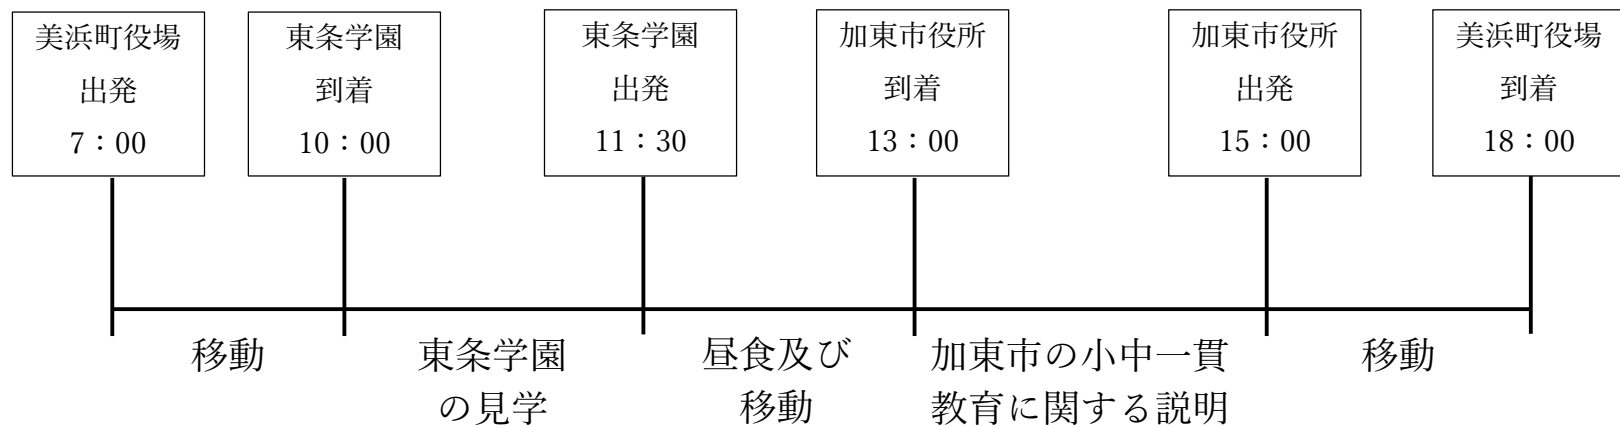 美浜町役場
出発
7：00
東条学園
到着
10：00
東条学園
出発
11：30
加東市役所
到着
13：00
加東市役所
出発
15：00
美浜町役場
到着
18：00
移動
東条学園
の見学
昼食及び
移動
加東市の小中一貫
教育に関する説明
移動